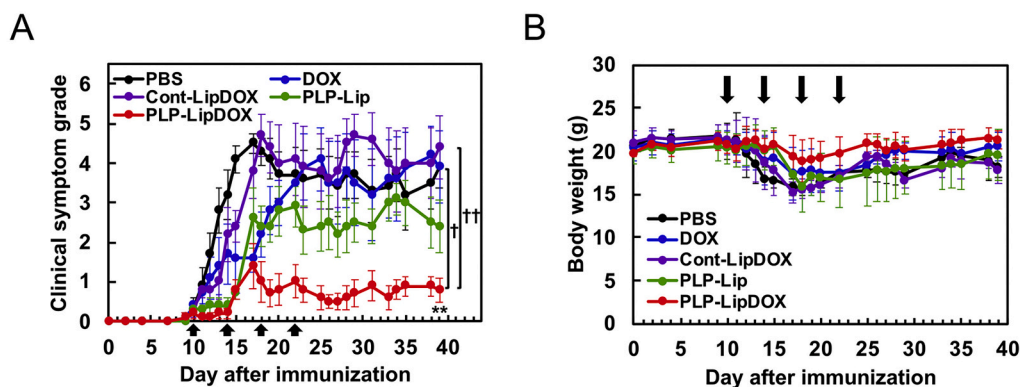 A
Clinical symptom grade
6
5
4
3
2
1
0
PBS DOX
Cont-LipDOX PLP-Lip
PLP-LipDOX
†
††
**
0 5 10 15 20 25 30 35 40
Day after immunization
B
Body weight (g)
30
25
20
15
10
5
0
PBS
DOX
Cont-LipDOX
PLP-Lip
PLP-LipDOX
0 5 10 15 20 25 30 35 40
Day after immunization